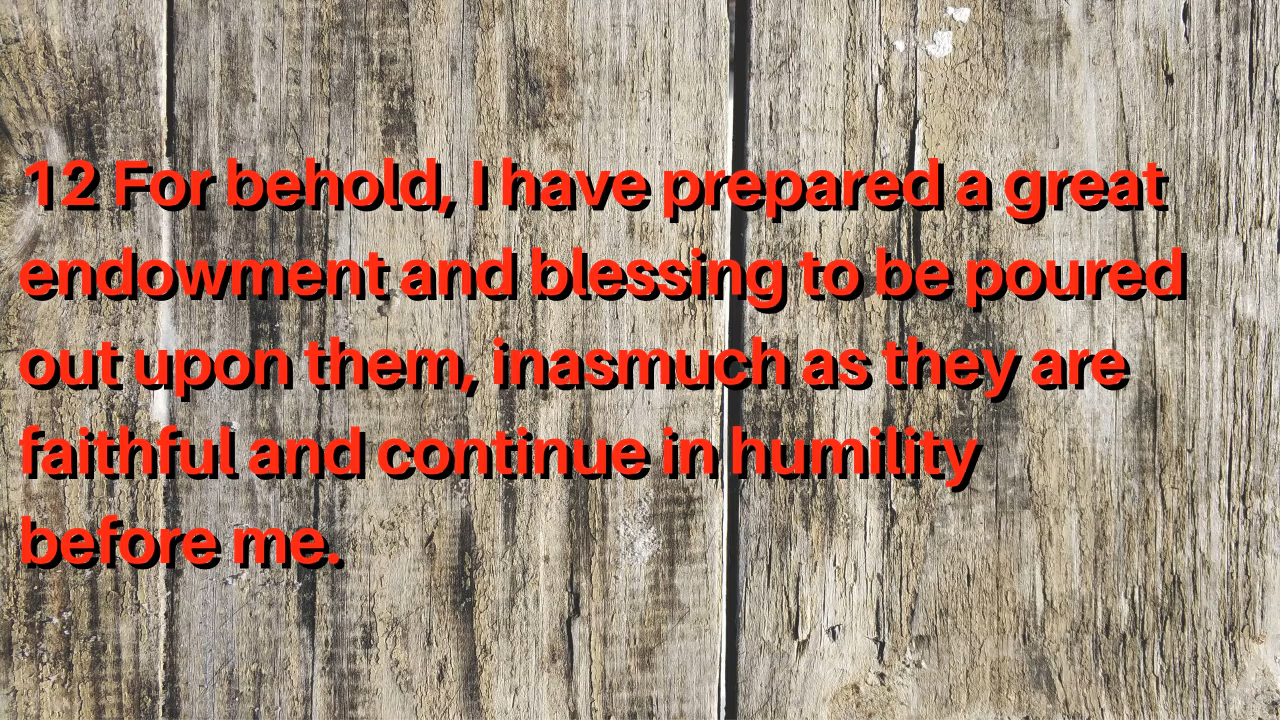 12 For behold, I have prepared a great
endowment and blessing to be poured
out upon them, inasmuch as they are
faithful and continue in humility
before me.